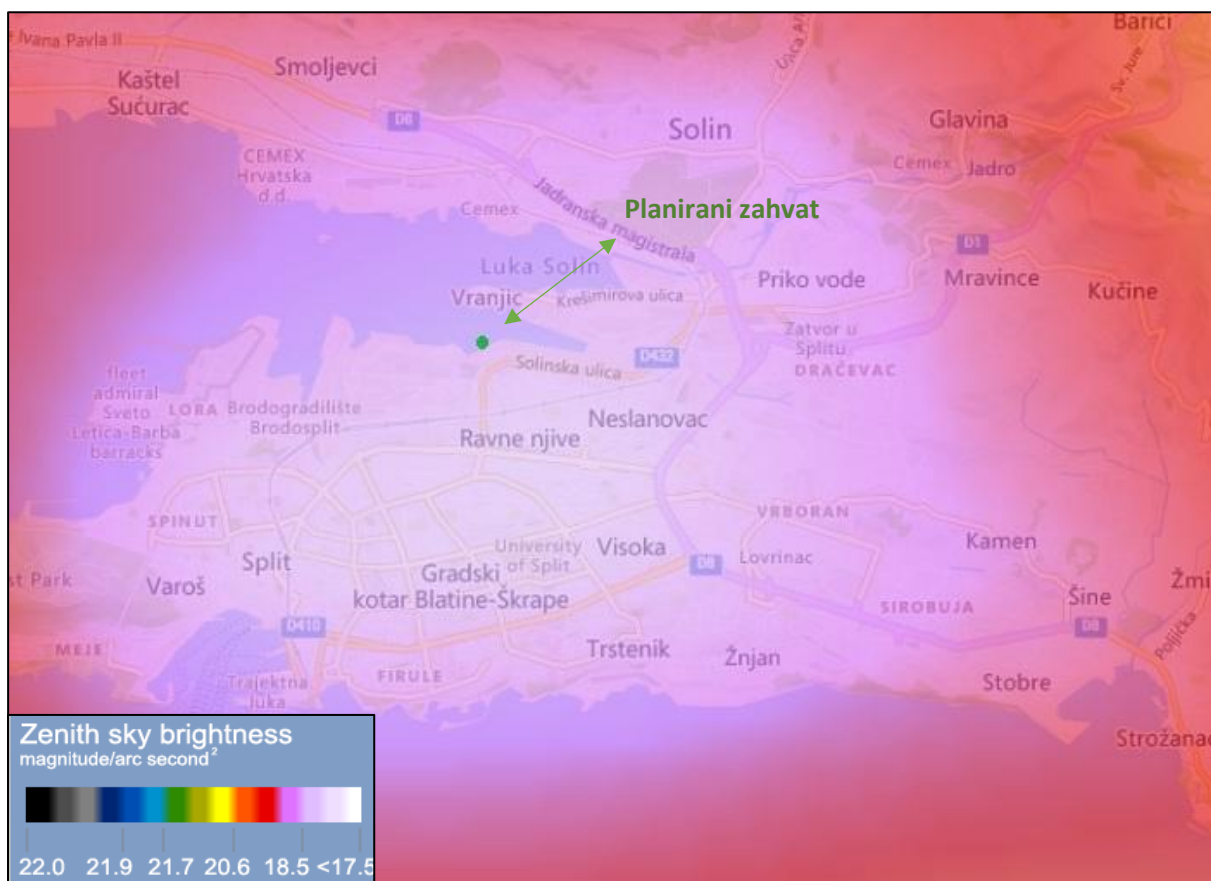 Ivana Pavla II
Smoljevci
Barići
Kaštel
Sućurac
Sv. Jure
D8
Solin
Glavina
CEMEX
Hrvatska
d.d.
Cemex
Jadro
Cemex
Jadranska magistrala
Planirani zahvat
D1
Luka Solin
Priko vode
Mravince
Kučine
Vranjic
Krešimirova ulica
Zatvor u
Splitu
DRAČEVAC
Solinska ulica
D432
fleet
admiral
Sveto
Letica-Barba
barracks
LORA
Brodogradilište
Brodosplit
Neslanovac
Ravne njive
SPINUT
VRBORAN
Split
University
of Split
Visoka
Lovrinac
Kamen
st Park
Varoš
Gradski
kotar Blatine-Škrape
D8
SIROBUJA
Šine
Žmi
D410
D8
Poljička
MEJE
Trstenik
Žnjan
FIRULE
Trajektna
luka
Stobre
Strožanac
Zenith sky brightness
magnitude/arc second²
22.0 21.9 21.7 20.6 18.5 <17.5